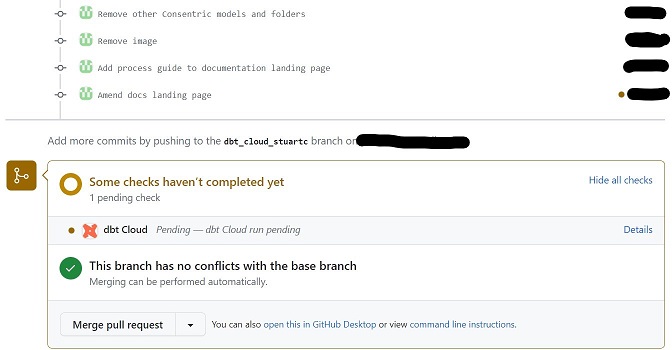 Remove other Consentric models and folders
Remove image
Add process guide to documentation landing page
Amend docs landing page
Add more commits by pushing to the dbt_cloud_stuartc branch on
Some checks haven't completed yet
Hide all checks
1 pending check
dbt Cloud Pending — dbt Cloud run pending
Details
This branch has no conflicts with the base branch
Merging can be performed automatically.
Merge pull request
You can also open this in GitHub Desktop or view command line instructions.